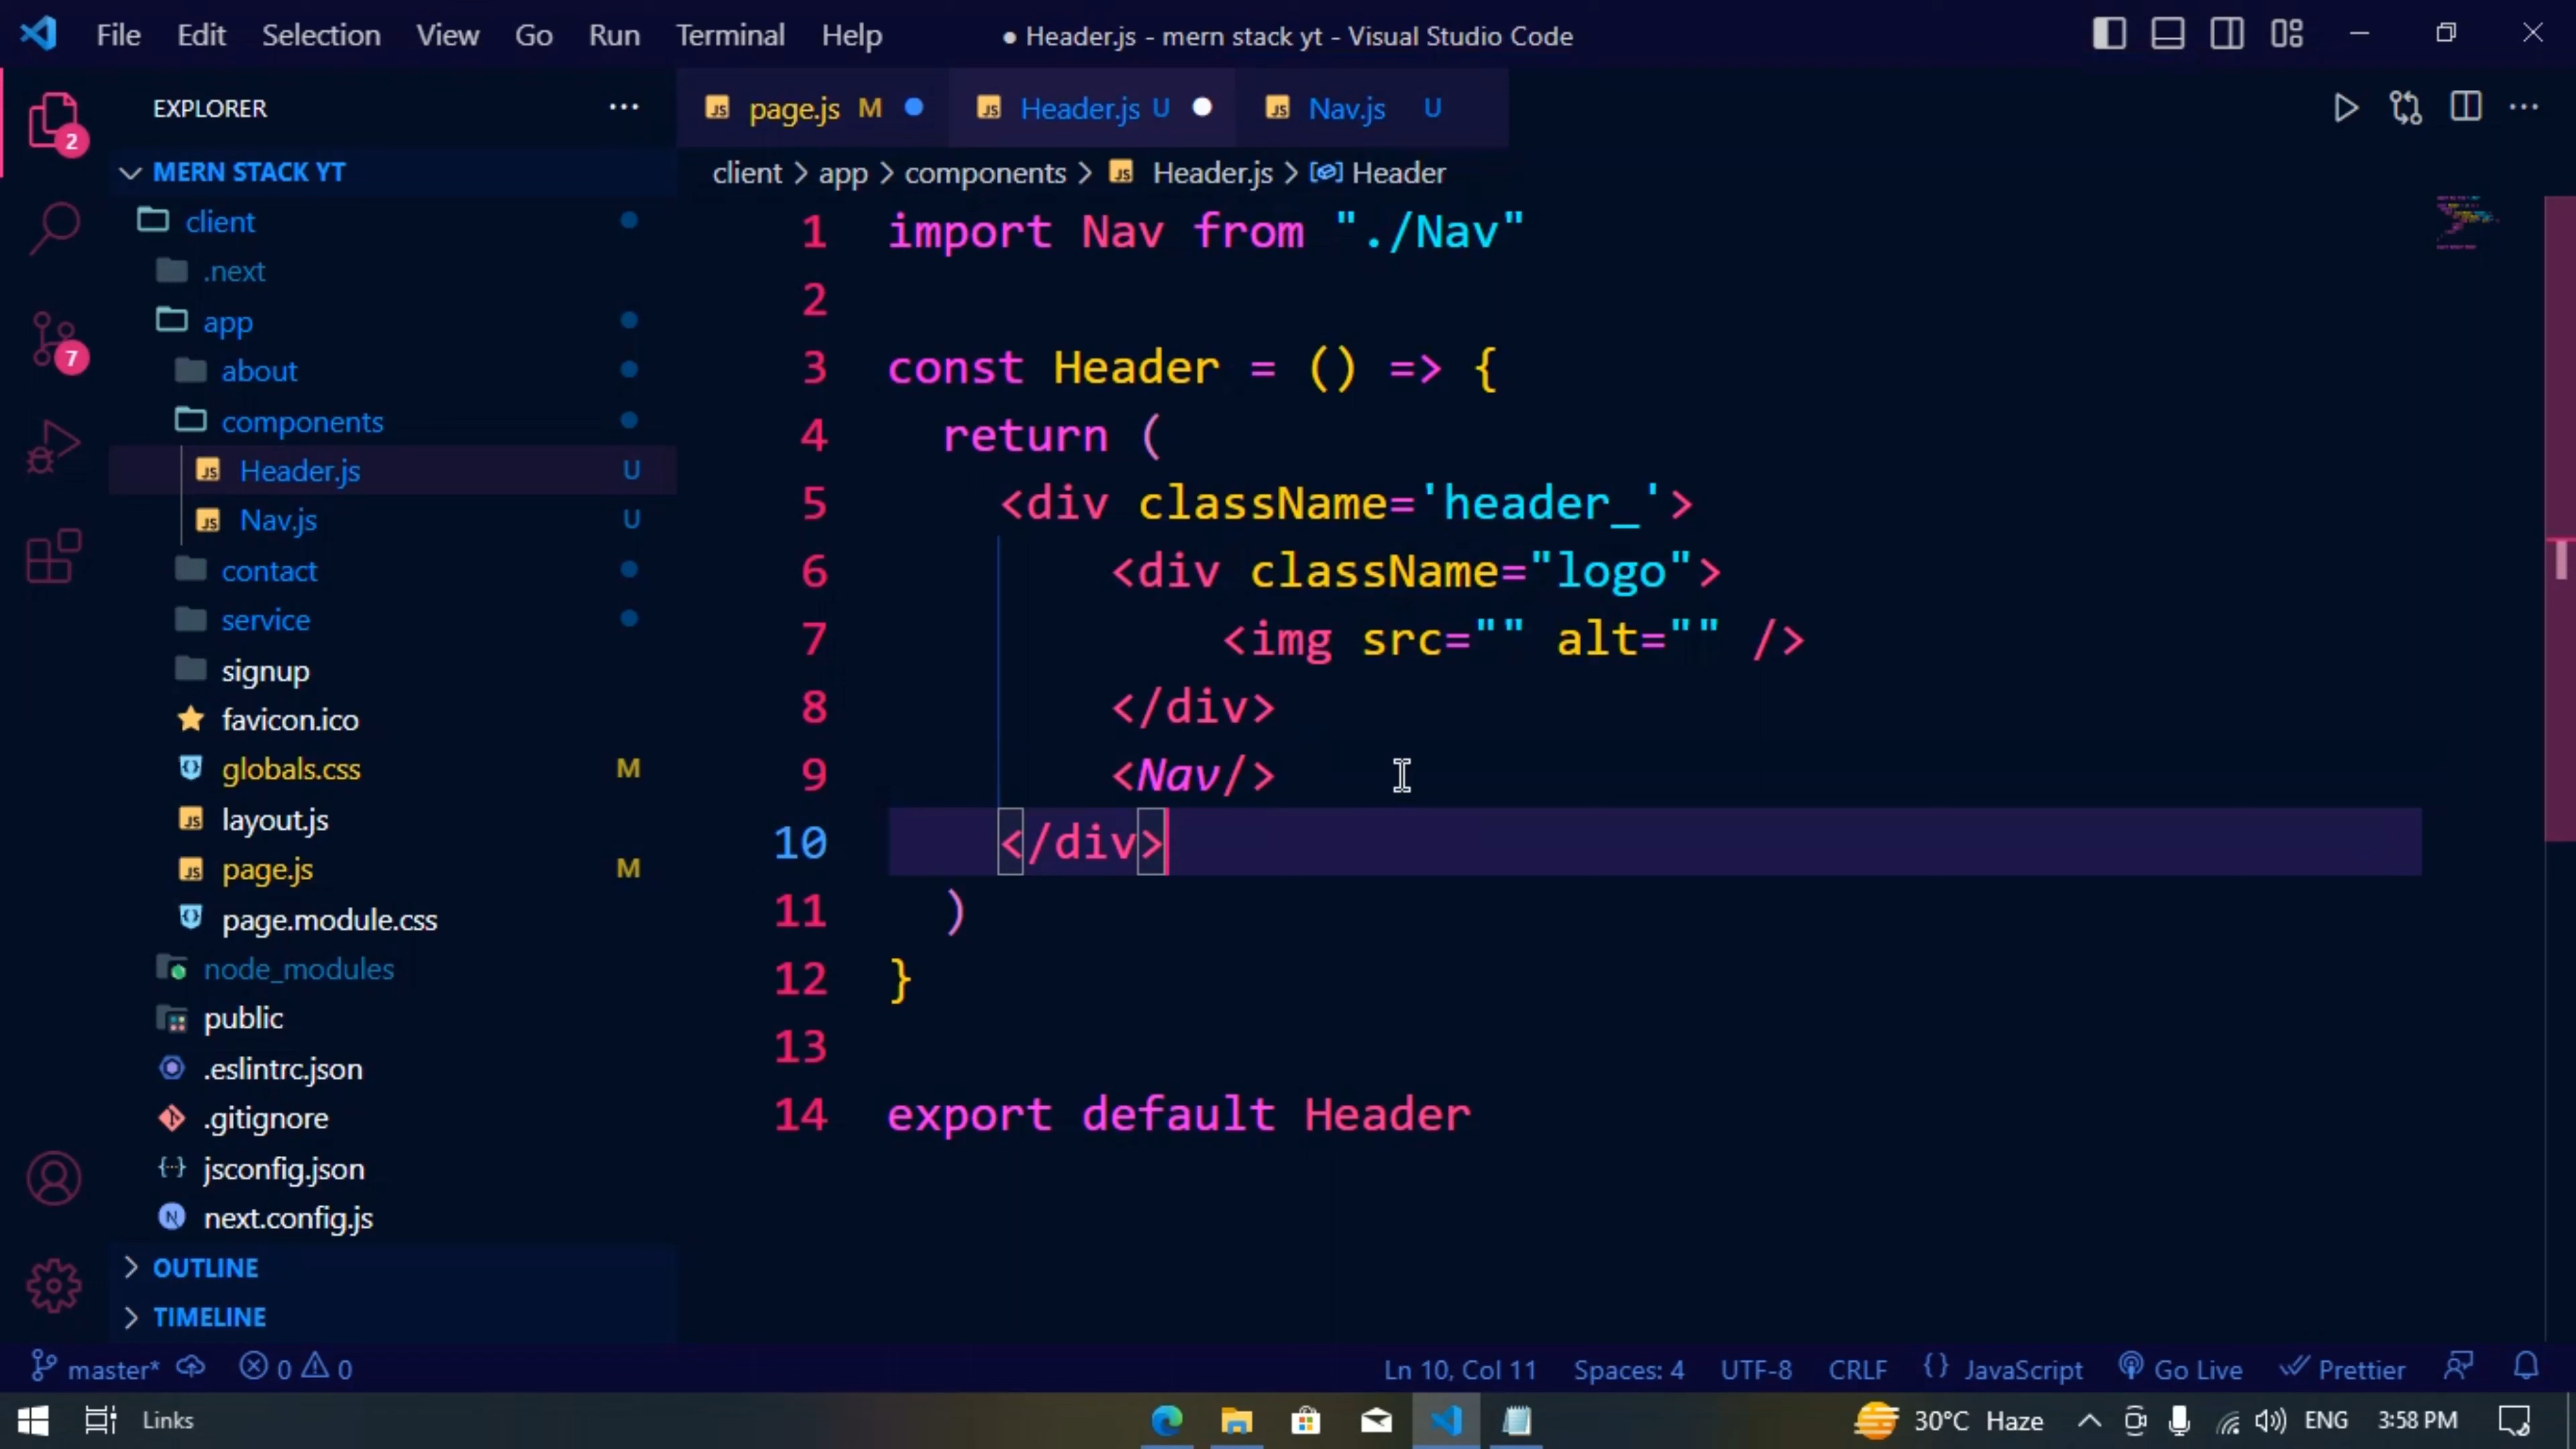 File Edit Selection View Go Run Terminal Help ● Header.js - mern stack yt - Visual Studio Code
EXPLORER ···
page.js M Header.js U Nav.js U
2
MERN STACK YT
client > app > components > JS Header.js > Header
client
.next
app
about
components
Header.js U
Nav.js U
7
contact
service
signup
favicon.ico
globals.css M
layout.js
page.js M
page.module.css
node_modules
public
.eslintrc.json
.gitignore
jsconfig.json
next.config.js
OUTLINE
TIMELINE
1 import Nav from "./Nav"
2
3 const Header = () => {
4 return (
5 <div className='header_'>
6 <div className="logo">
7 <img src="" alt="" />
8 </div>
9 <Nav/>
10 </div>
11 )
12 }
13
14 export default Header
master* 0 0 Ln 10, Col 11 Spaces: 4 UTF-8 CRLF {} JavaScript Go Live Prettier
Links 30°C Haze ENG 3:58 PM